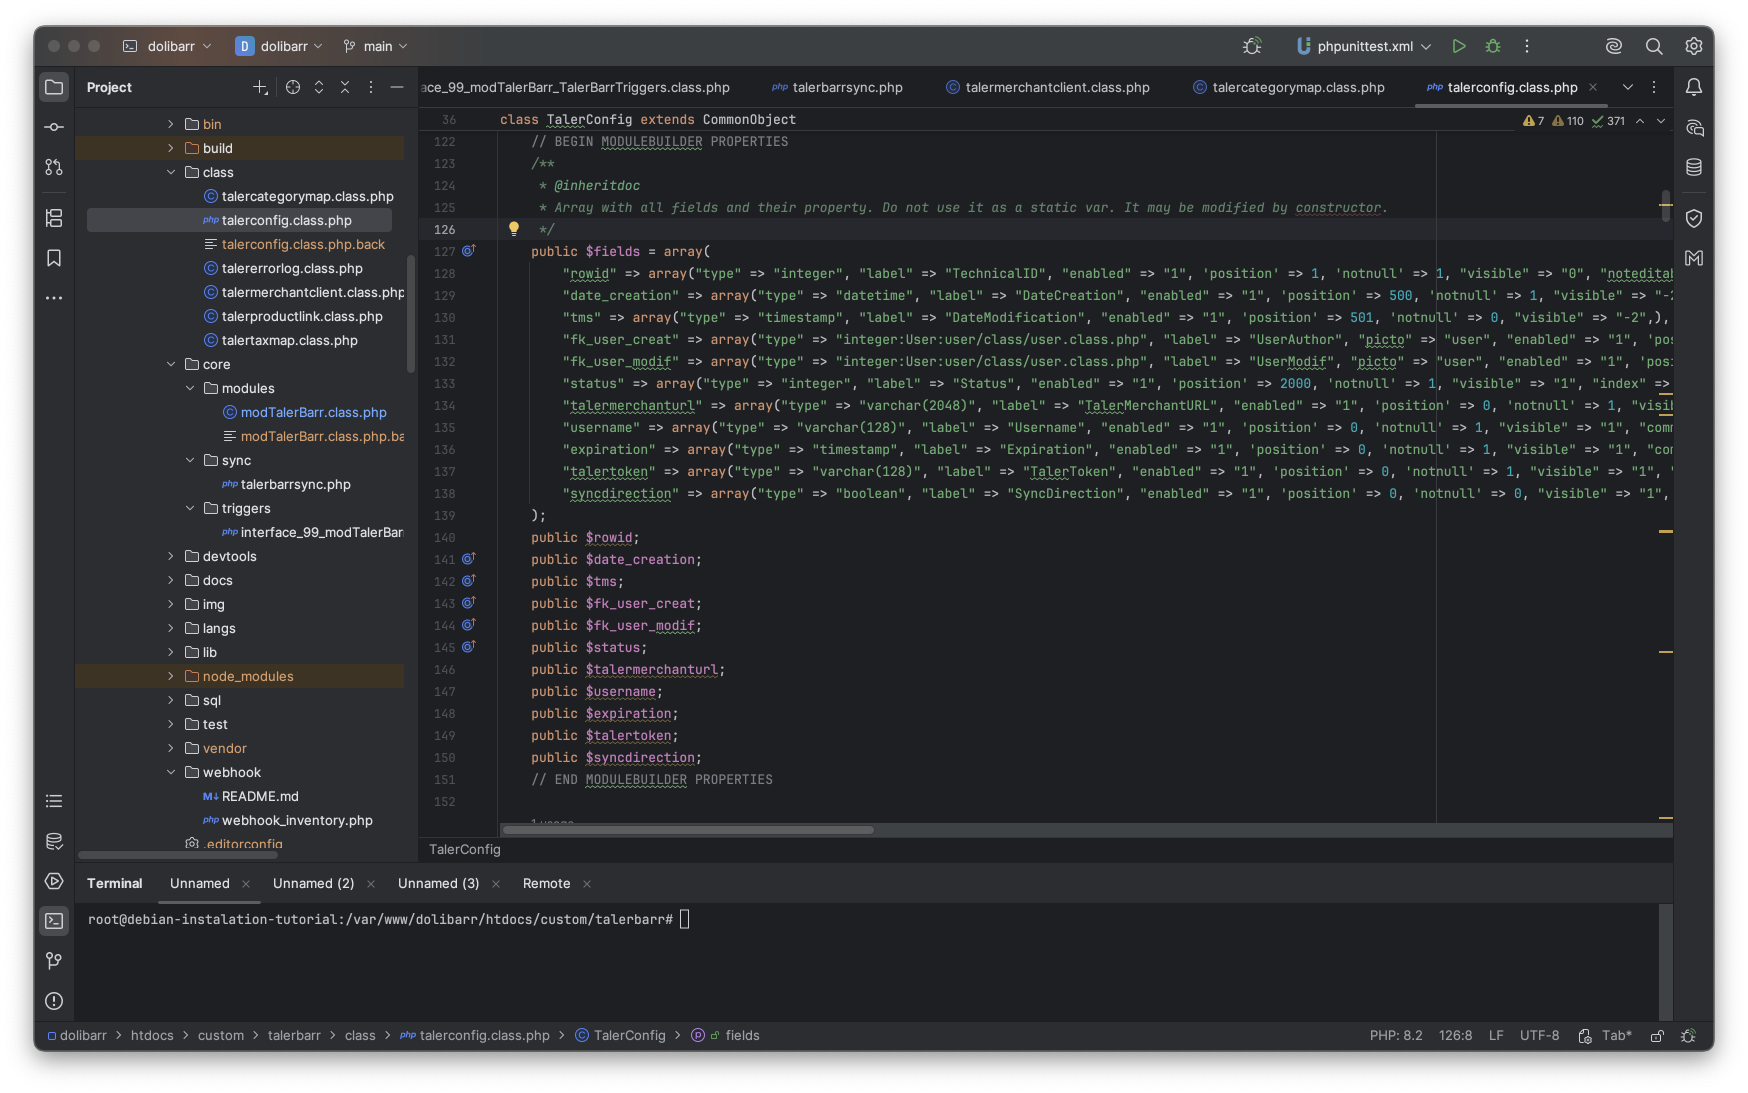 dolibarr
D dolibarr
main
phpunittest.xml
Project
ace_99_modTalerBarr_TalerBarrTriggers.class.php
php talerbarrsync.php
C talermerchantclient.class.php
C talercategorymap.class.php
php talerconfig.class.php
bin
build
class
C talercategorymap.class.php
php talerconfig.class.php
talerconfig.class.php.back
C talererrorlog.class.php
C talermerchantclient.class.php
C talerproductlink.class.php
C talertaxmap.class.php
core
modules
C modTalerBarr.class.php
modTalerBarr.class.php.ba
sync
php talerbarrsync.php
triggers
php interface_99_modTalerBar
devtools
docs
img
langs
lib
node_modules
sql
test
vendor
webhook
M↓ README.md
php webhook_inventory.php
.editorconfig
36 class TalerConfig extends CommonObject
7 110 371
122 // BEGIN MODULEBUILDER PROPERTIES
123 /**
124 * @inheritdoc
125 * Array with all fields and their property. Do not use it as a static var. It may be modified by constructor.
126 */
127 public $fields = array(
128 "rowid" => array("type" => "integer", "label" => "TechnicalID", "enabled" => "1", 'position' => 1, 'notnull' => 1, "visible" => "0", "noteditab
129 "date_creation" => array("type" => "datetime", "label" => "DateCreation", "enabled" => "1", 'position' => 500, 'notnull' => 1, "visible" => "-2
130 "tms" => array("type" => "timestamp", "label" => "DateModification", "enabled" => "1", 'position' => 501, 'notnull' => 0, "visible" => "-2",),
131 "fk_user_creat" => array("type" => "integer:User:user/class/user.class.php", "label" => "UserAuthor", "picto" => "user", "enabled" => "1", 'pos
132 "fk_user_modif" => array("type" => "integer:User:user/class/user.class.php", "label" => "UserModif", "picto" => "user", "enabled" => "1", 'posi
133 "status" => array("type" => "integer", "label" => "Status", "enabled" => "1", 'position' => 2000, 'notnull' => 1, "visible" => "1", "index" =>
134 "talermerchanturl" => array("type" => "varchar(2048)", "label" => "TalerMerchantURL", "enabled" => "1", 'position' => 0, 'notnull' => 1, "visib
135 "username" => array("type" => "varchar(128)", "label" => "Username", "enabled" => "1", 'position' => 0, 'notnull' => 1, "visible" => "1", "comm
136 "expiration" => array("type" => "timestamp", "label" => "Expiration", "enabled" => "1", 'position' => 0, 'notnull' => 1, "visible" => "1", "com
137 "talertoken" => array("type" => "varchar(128)", "label" => "TalerToken", "enabled" => "1", 'position' => 0, 'notnull' => 1, "visible" => "1", "
138 "syncdirection" => array("type" => "boolean", "label" => "SyncDirection", "enabled" => "1", 'position' => 0, 'notnull' => 0, "visible" => "1",
139 );
140 public $rowid;
141 public $date_creation;
142 public $tms;
143 public $fk_user_creat;
144 public $fk_user_modif;
145 public $status;
146 public $talermerchanturl;
147 public $username;
148 public $expiration;
149 public $talertoken;
150 public $syncdirection;
151 // END MODULEBUILDER PROPERTIES
152
TalerConfig
Terminal
Unnamed
Unnamed (2)
Unnamed (3)
Remote
root@debian-instalation-tutorial:/var/www/dolibarr/htdocs/custom/talerbarr#
dolibarr > htdocs > custom > talerbarr > class > php talerconfig.class.php > C TalerConfig > P fields
PHP: 8.2 126:8 LF UTF-8 Tab*